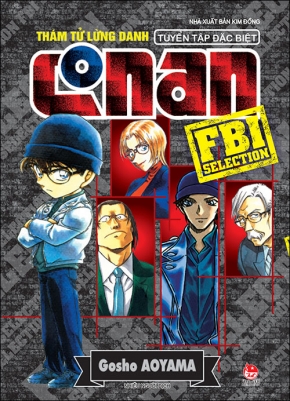 NHÀ XUẤT BẢN KIM ĐỒNG
THÁM TỬ LỪNG DANH
TUYỂN TẬP ĐẶC BIỆT
CONAN
FBI
SELECTION
Gosho AOYAMA